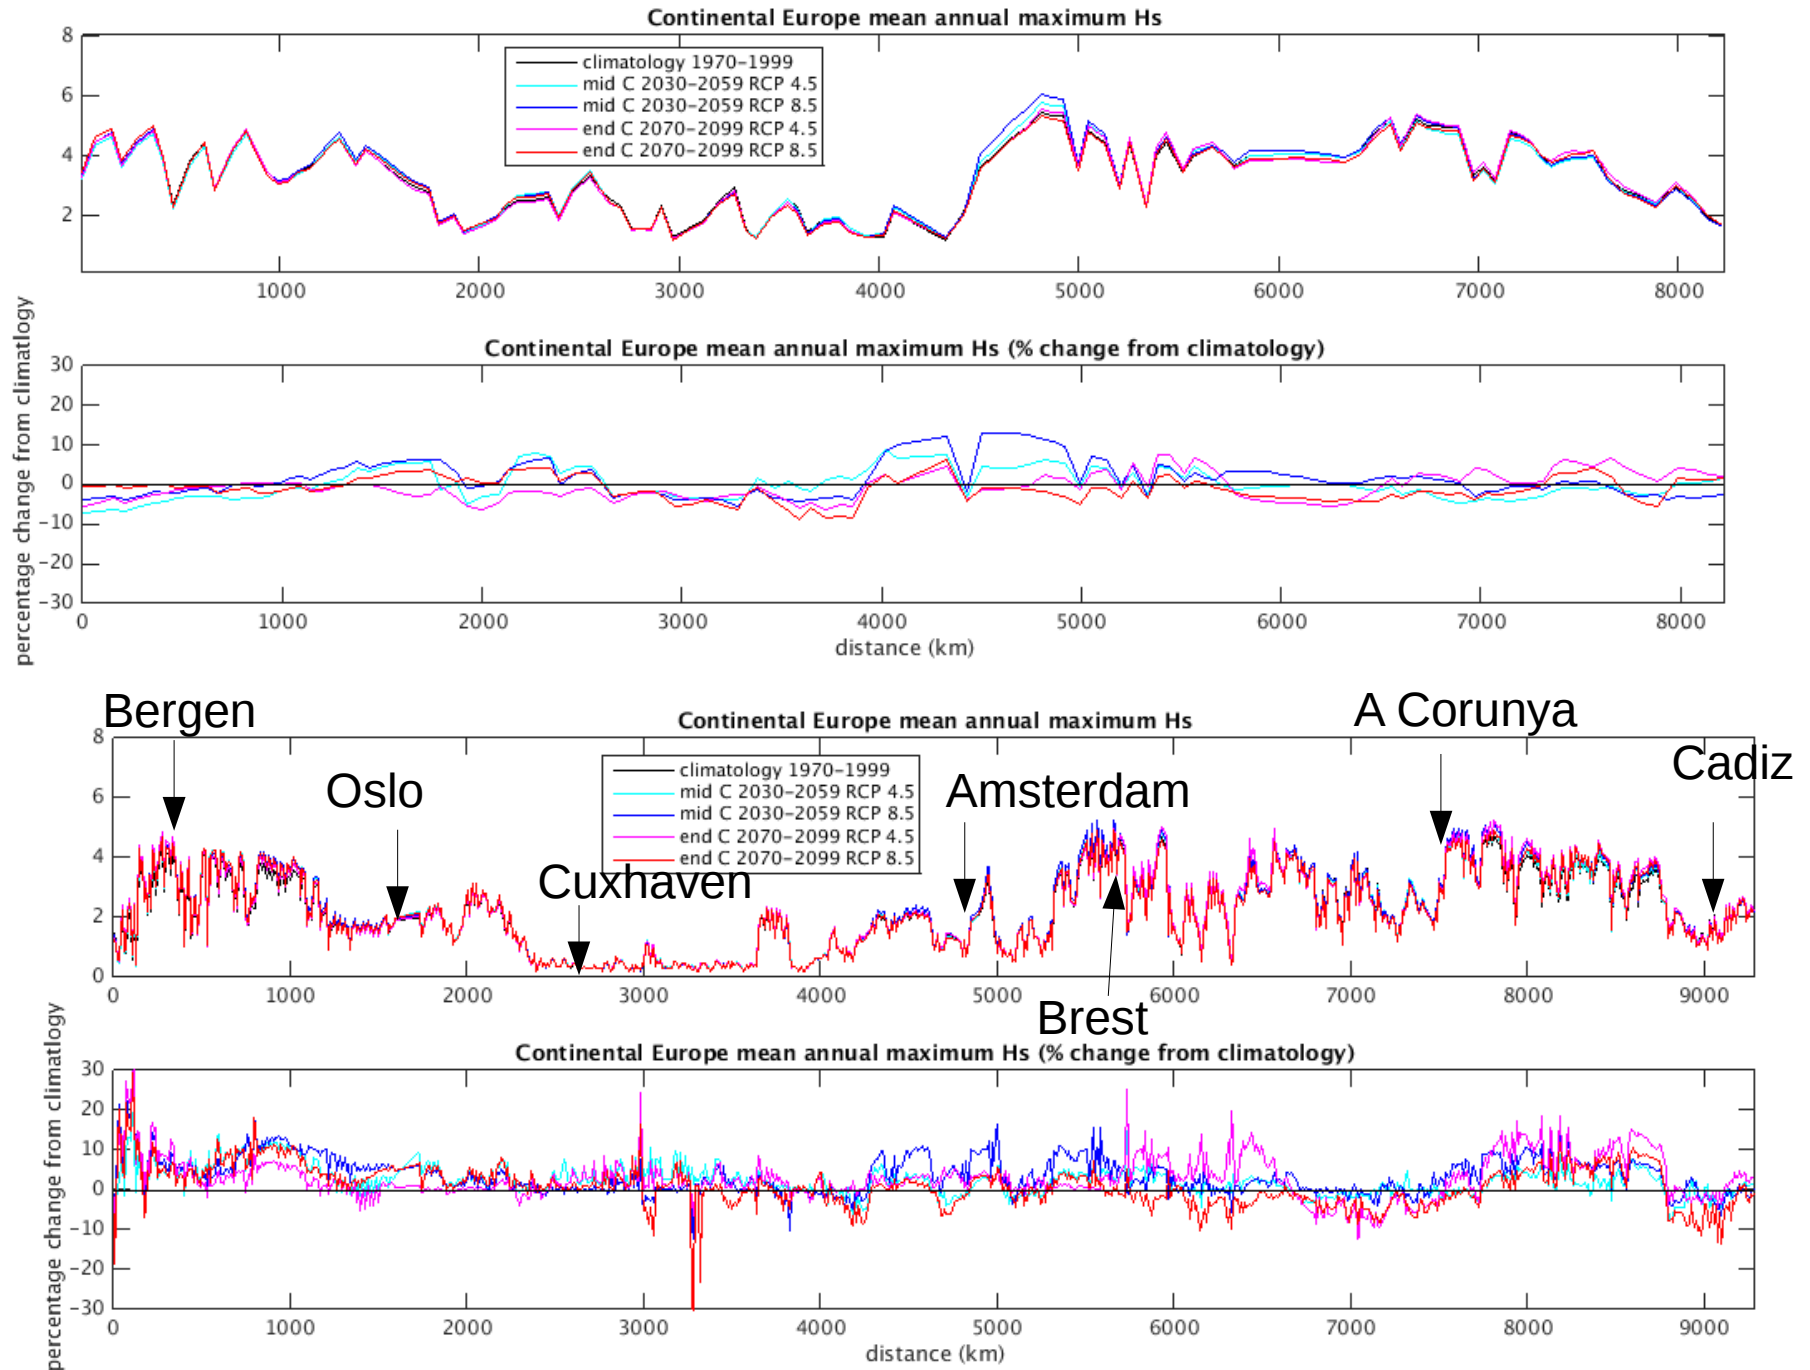 Continental Europe mean annual maximum Hs
8
6
4
2
climatology 1970-1999
mid C 2030-2059 RCP 4.5
mid C 2030-2059 RCP 8.5
end C 2070-2099 RCP 4.5
end C 2070-2099 RCP 8.5
1000 2000 3000 4000 5000 6000 7000 8000
Continental Europe mean annual maximum Hs (% change from climatology)
percentage change from climatlogy
30
20
10
0
-10
-20
-30
0 1000 2000 3000 4000 5000 6000 7000 8000
distance (km)
Bergen
A Corunya
Continental Europe mean annual maximum Hs
Cadiz
Oslo
Amsterdam
Cuxhaven
8
6
4
2
0
climatology 1970-1999
mid C 2030-2059 RCP 4.5
mid C 2030-2059 RCP 8.5
end C 2070-2099 RCP 4.5
end C 2070-2099 RCP 8.5
0 1000 2000 3000 4000 5000 6000 7000 8000 9000
Brest
Continental Europe mean annual maximum Hs (% change from climatology)
percentage change from climatlogy
30
20
10
0
-10
-20
-30
0 1000 2000 3000 4000 5000 6000 7000 8000 9000
distance (km)